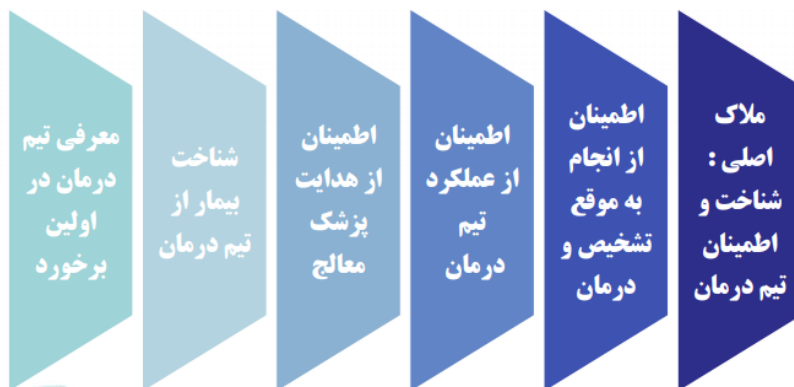 ملاک
اصلی :
شناخت و
اطمینان
تیم درمان
اطمینان
از انجام
به موقع
تشخیص و
درمان
اطمینان
از عملکرد
تیم
درمان
اطمینان
از هدایت
پزشک
معالج
شناخت
بیمار از
تیم درمان
معرفی تیم
درمان در
اولین
برخورد